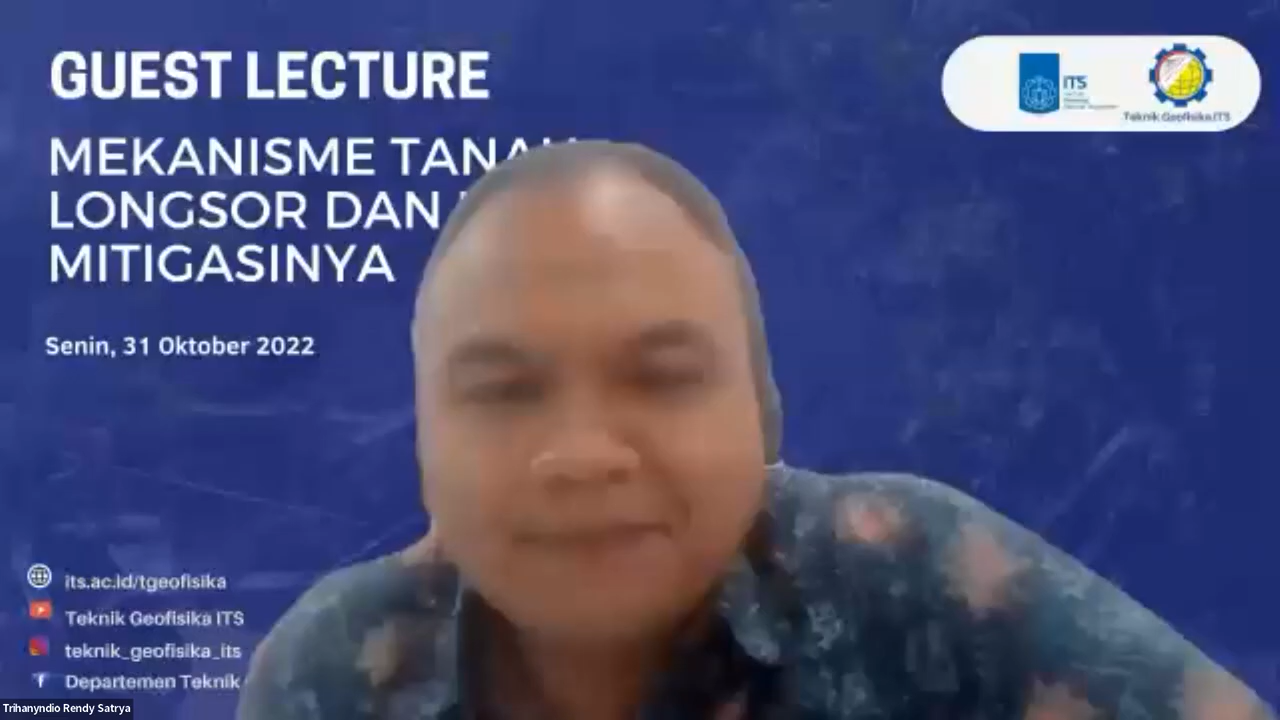 GUEST LECTURE
MEKANISME TANAH
LONGSOR DAN
MITIGASINYA
Senin, 31 Oktober 2022
ITS
Teknik Geofisika ITS
its.ac.id/tgeofisika
Teknik Geofisika ITS
teknik_geofisika_its
Departemen Teknik
Trihanyndio Rendy Satrya